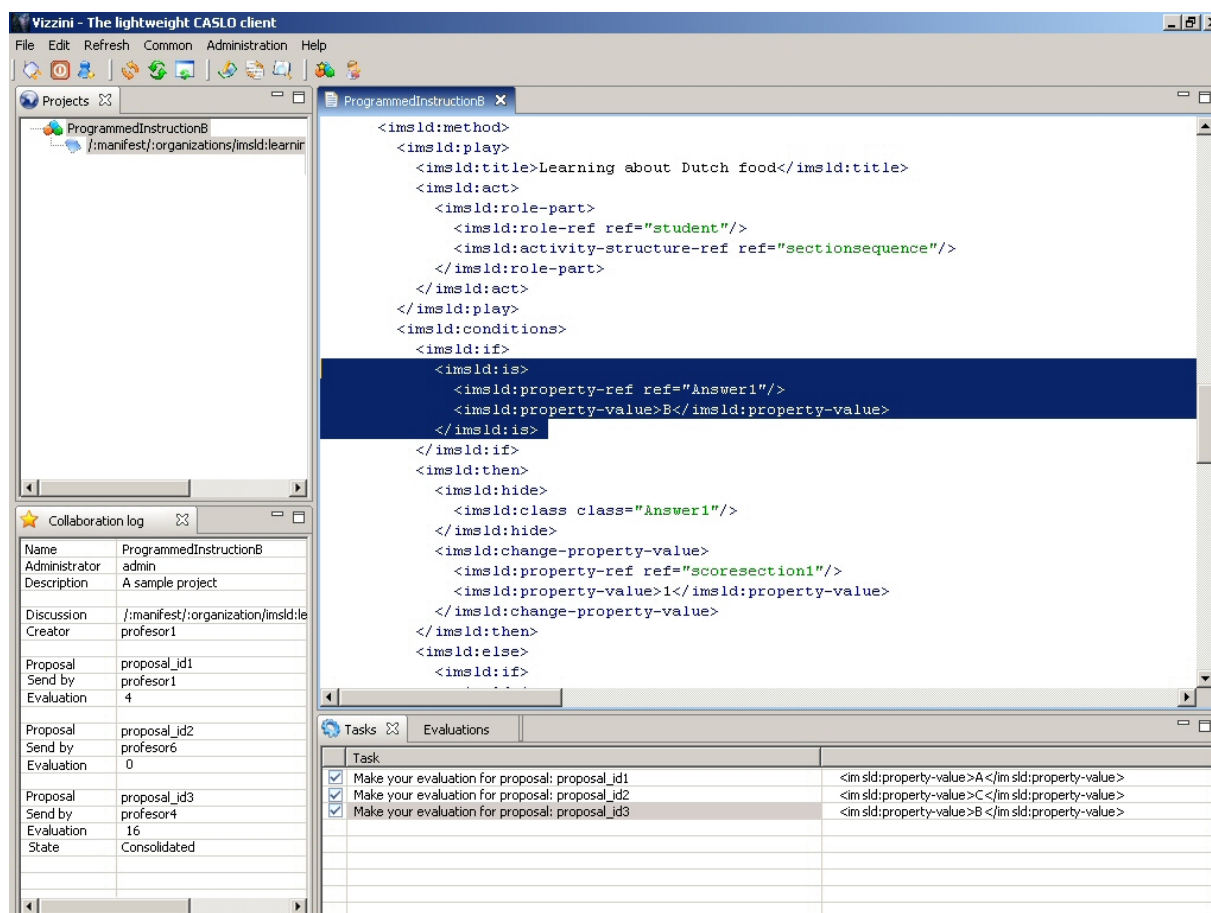 Vizzini - The lightweight CASLO client
File Edit Refresh Common Administration Help
Projects
ProgrammedInstructionB
/:manifest/:organizations/imsld:learnir
ProgrammedInstructionB
<imsld:method>
<imsld:play>
<imsld:title>Learning about Dutch food</imsld:title>
<imsld:act>
<imsld:role-part>
<imsld:role-ref ref="student"/>
<imsld:activity-structure-ref ref="sectionsequence"/>
</imsld:role-part>
</imsld:act>
</imsld:play>
<imsld:conditions>
<imsld:if>
<imsld:is>
<imsld:property-ref ref="Answer1"/>
<imsld:property-value>B</imsld:property-value>
</imsld:is>
</imsld:if>
<imsld:then>
<imsld:hide>
<imsld:class class="Answer1"/>
</imsld:hide>
<imsld:change-property-value>
<imsld:property-ref ref="scoresection1"/>
<imsld:property-value>1</imsld:property-value>
</imsld:change-property-value>
</imsld:then>
<imsld:else>
<imsld:if>
Collaboration log
Name ProgrammedInstructionB
Administrator admin
Description A sample project
Discussion /:manifest/:organization/imsld:le
Creator profesor1
Proposal proposal_id1
Send by profesor1
Evaluation 4
Proposal proposal_id2
Send by profesor6
Evaluation 0
Proposal proposal_id3
Send by profesor4
Evaluation 16
State Consolidated
Tasks Evaluations
Task
Make your evaluation for proposal: proposal_id1 <imsld:property-value>A</imsld:property-value>
Make your evaluation for proposal: proposal_id2 <imsld:property-value>C</imsld:property-value>
Make your evaluation for proposal: proposal_id3 <imsld:property-value>B</imsld:property-value>